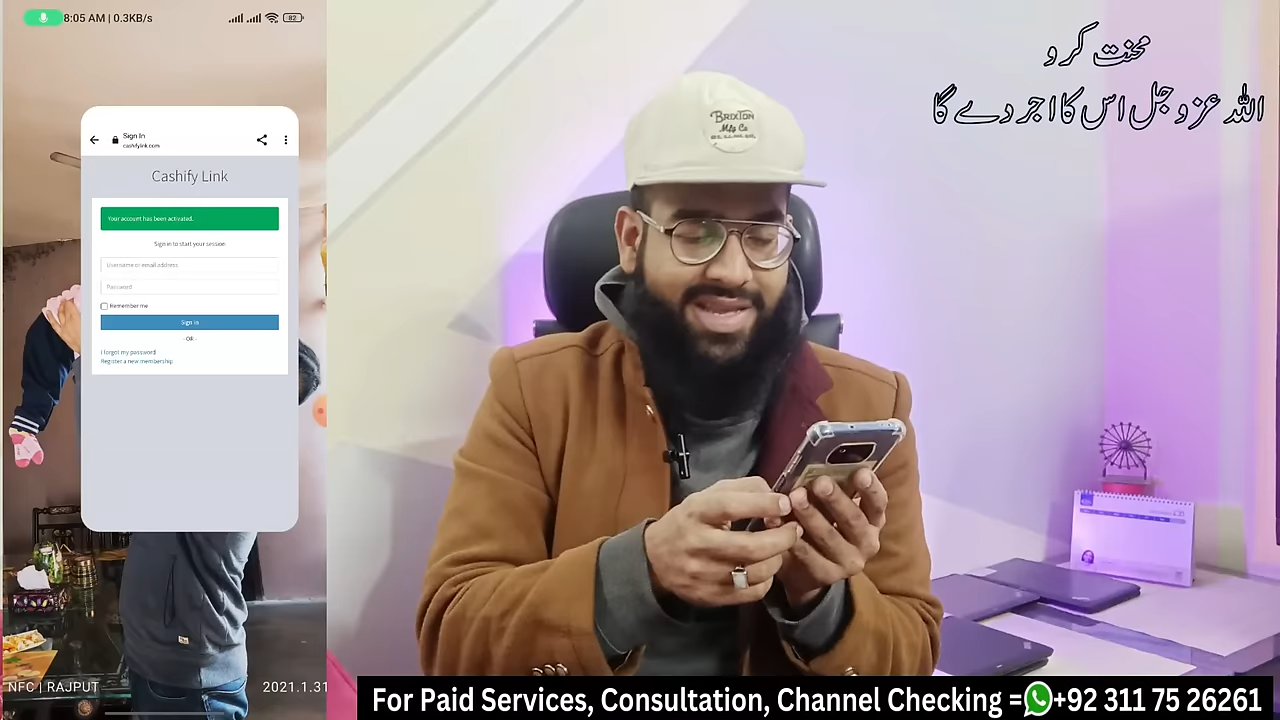 8:05 AM | 0.3KB/s
82
Sign In
cashifylink.com
Cashify Link
Your account has been activated.
Sign in to start your session
Username or email address
Password
Remember me
Sign in
- OR -
I forgot my password
Register a new membership
NFC | RAJPUT
2021.1.31
محنت کرو
اللہ عزوجل اس کا اجر دے گا
BRIXTON
Mfg Co
For Paid Services, Consultation, Channel Checking = +92 311 75 26261